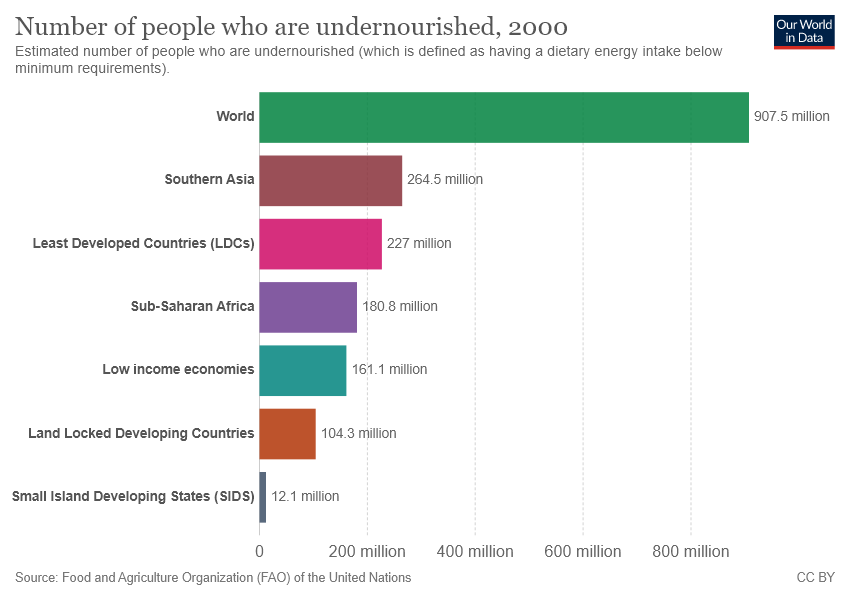 Number of people who are undernourished, 2000
Our World
in Data
Estimated number of people who are undernourished (which is defined as having a dietary energy intake below
minimum requirements).
World
907.5 million
Southern Asia
264.5 million
Least Developed Countries (LDCs)
227 million
Sub-Saharan Africa
180.8 million
Low income economies
161.1 million
Land Locked Developing Countries
104.3 million
Small Island Developing States (SIDS)
12.1 million
0
200 million
400 million
600 million
800 million
Source: Food and Agriculture Organization (FAO) of the United Nations
CC BY